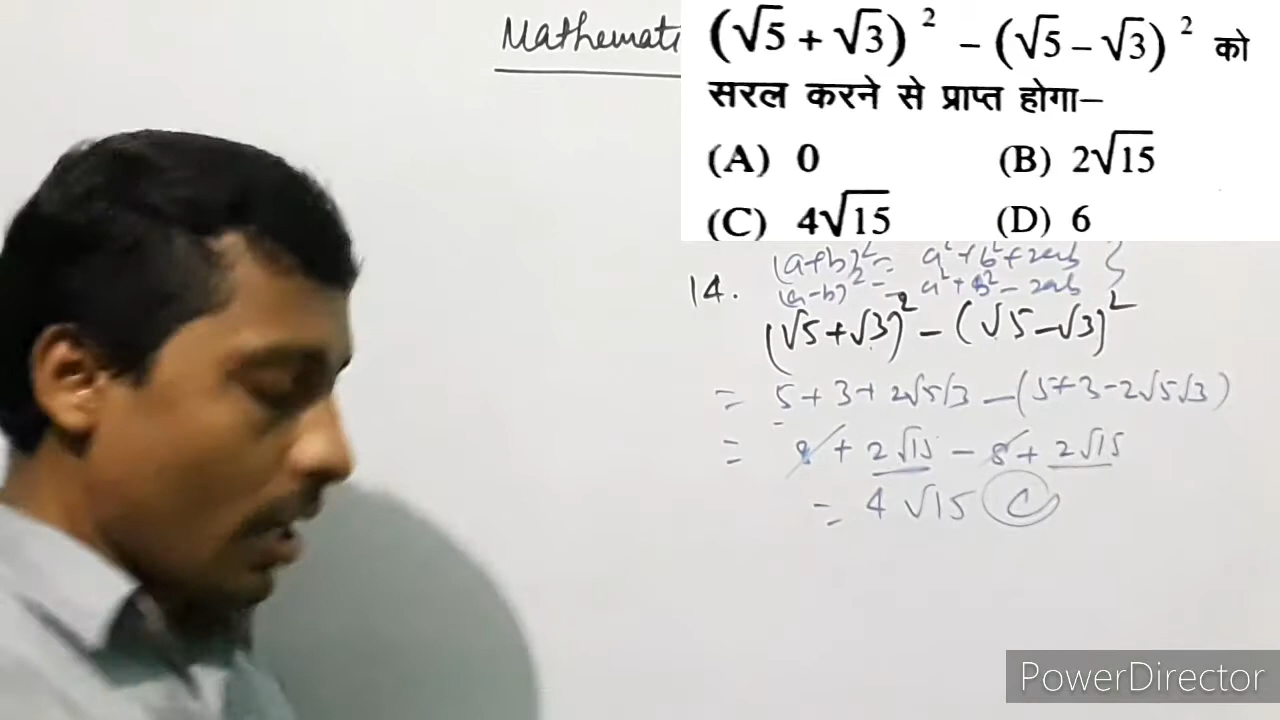 Mathemati
(√5 + √3)² – (√5 – √3)² को
सरल करने से प्राप्त होगा–
(A) 0 (B) 2√15
(C) 4√15 (D) 6
(a+b)² = a²+b²+2ab }
14. (a-b)² = a²+b²-2ab
(√5+√3)² - (√5-√3)²
= 5+3+2√5√3 - (5+3-2√5√3)
= 8 + 2√15 - 8 + 2√15
= 4√15 C
PowerDirector